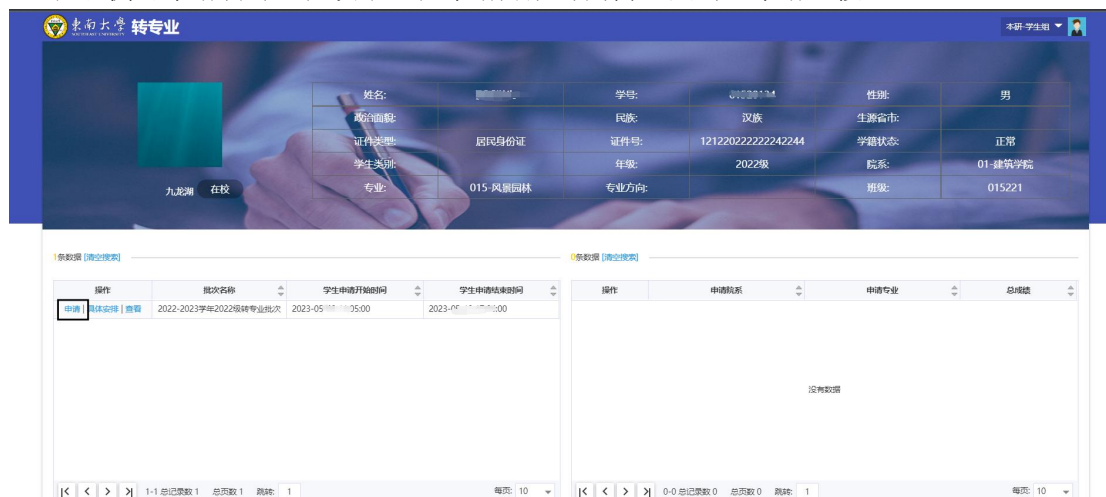 東南大學 转专业
SOUTHEAST UNIVERSITY
本研-学生组
姓名: 学号: 性别: 男
政治面貌: 民族: 汉族 生源省市:
证件类型: 居民身份证 证件号: 121220222222242244 学籍状态: 正常
学生类别: 年级: 2022级 院系: 01-建筑学院
九龙湖 在校 专业: 015-风景园林 专业方向: 班级: 015221
1条数据 [清空搜索] 0条数据 [清空搜索]
操作 批次名称 学生申请开始时间 学生申请结束时间 操作 申请院系 申请专业 总成绩
申请 | 具体安排 | 查看 2022-2023学年2022级转专业批次 2023-05 05:00 2023- :00
没有数据
1-1 总记录数 1 总页数 1 跳转: 1 每页: 10 0-0 总记录数 0 总页数 0 跳转: 1 每页: 10